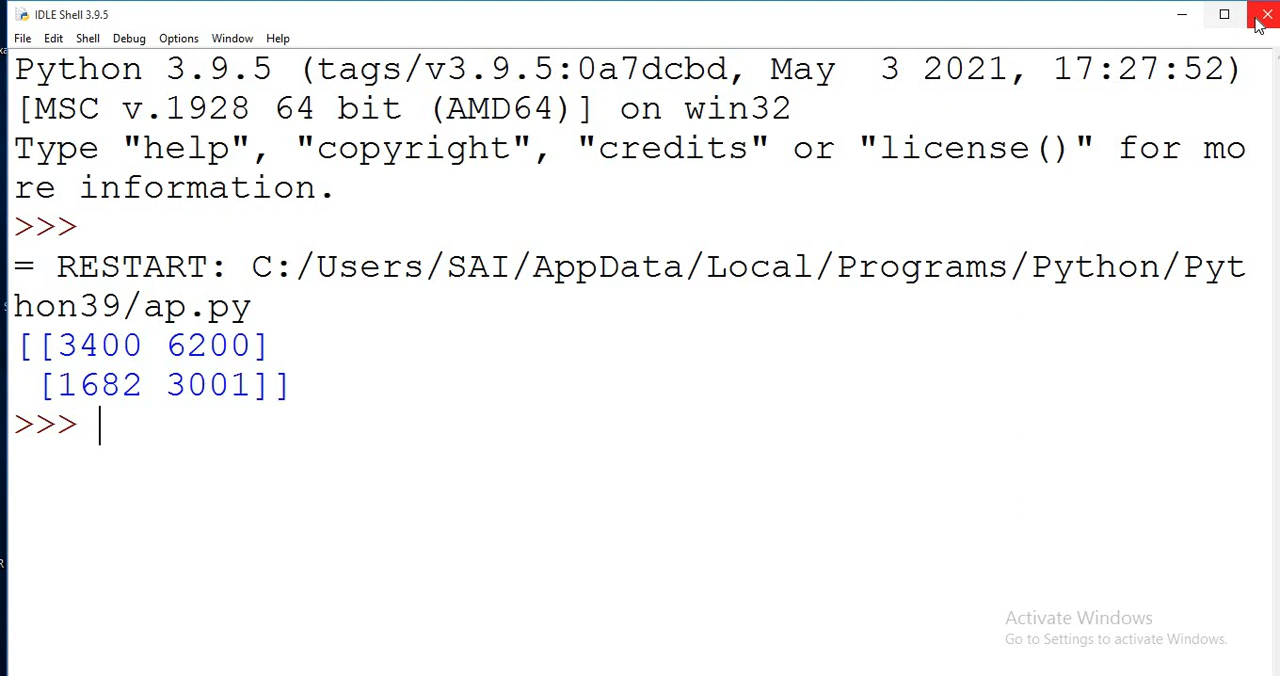 IDLE Shell 3.9.5
File Edit Shell Debug Options Window Help
Python 3.9.5 (tags/v3.9.5:0a7dcbd, May  3 2021, 17:27:52)
[MSC v.1928 64 bit (AMD64)] on win32
Type "help", "copyright", "credits" or "license()" for mo
re information.
>>>
= RESTART: C:/Users/SAI/AppData/Local/Programs/Python/Pyt
hon39/ap.py
[[3400 6200]
 [1682 3001]]
>>>
Activate Windows
Go to Settings to activate Windows.